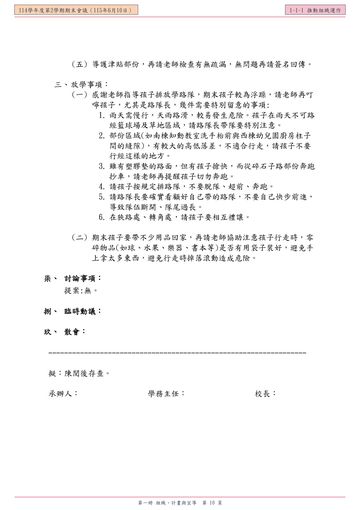 114學年度第2學期期末會議（115年6月10日）
1-1-1 推動組織運作
（五）導護津貼部份，再請老師檢查有無疏漏，無問題再請簽名回傳。
三、放學事項：
（一）感謝老師指導孩子排放學路隊，期末孩子較為浮躁，請老師再叮
嚀孩子，尤其是路隊長，幾件需要特別留意的事項：
1. 雨天需慢行，天雨路滑，較易發生危險。孩子在雨天不可跑
經籃球場及草地區域，請路隊長帶隊要特別注意。
2. 部份區域(如舟棟知動教室洗手抬前與西棟幼兒園廚房柱子
間的縫隙)，有較大的高低落差，不適合行走，請孩子不要
行經這樣的地方。
3. 雖有塑膠墊的路面，但有孩子搶快，而從碎石子路部份奔跑
抄車，請老師再提醒孩子切勿奔跑。
4. 請孩子按規定排路隊，不要脫隊、超前、奔跑。
5. 請路隊長要確實看顧好自己帶的路隊，不要自己快步前進，
導致隊伍斷開、隊尾過長。
6. 在狹路處、轉角處，請孩子要相互禮讓。
（二）期末孩子要帶不少用品回家，再請老師協助注意孩子行走時，零
碎物品(如球、水果、樂器、書本等)是否有用袋子裝好，避免手
上拿太多東西，避免行走時掉落滾動造成危險。
柒、 討論事項：
提案:無。
捌、 臨時動議：
玖、 散會：
擬：陳閱後存查。
承辦人： 學務主任： 校長：
第一時 組織、計畫與宣導 第 10 頁